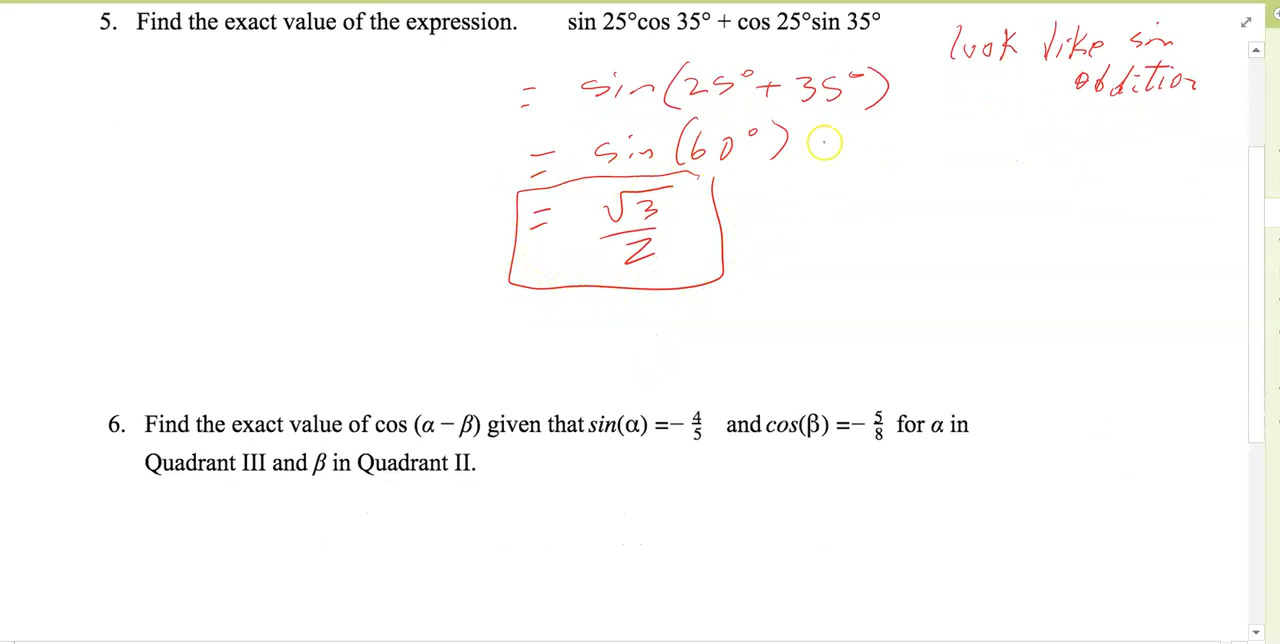 5. Find the exact value of the expression. sin 25°cos 35° + cos 25°sin 35°
look like sin
addition
= sin(25° + 35°)
= sin(60°)
= √3/2
6. Find the exact value of cos (α − β) given that sin(α) =− 4/5 and cos(β) =− 5/8 for α in
Quadrant III and β in Quadrant II.